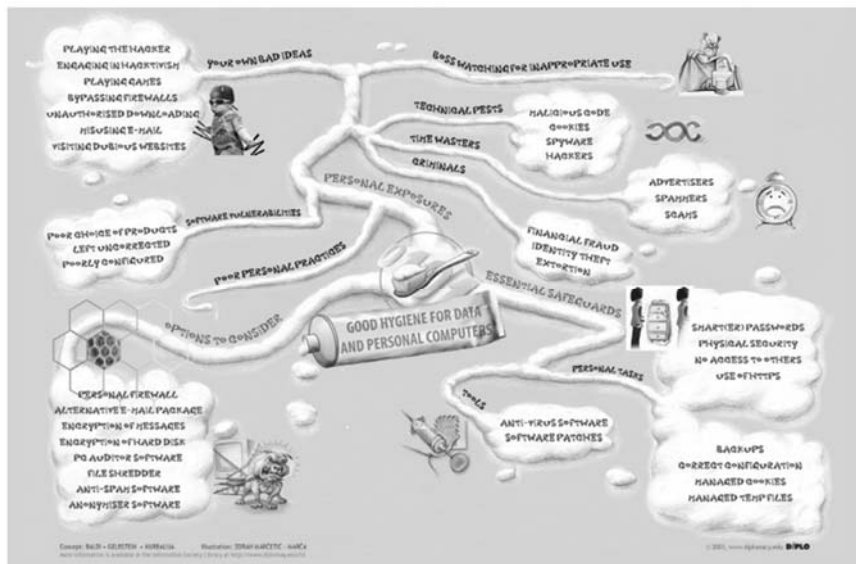 PLAYING THE HACKER
ENGAGING IN HACKTIVISM
PLAYING GAMES
BYPASSING FIREWALLS
UNAUTHORISED DOWNLOADING
MISUSING E-MAIL
VISITING DUBIOUS WEBSITES
YOUR OWN BAD IDEAS
BOSS WATCHING FOR INAPPROPRIATE USE
TECHNICAL PESTS
MALICIOUS CODE
COOKIES
SPYWARE
HACKERS
TIME WASTERS
ADVERTISERS
SPAMMERS
SCAMS
CRIMINALS
FINANCIAL FRAUD
IDENTITY THEFT
EXTORTION
PERSONAL EXPOSURES
SOFTWARE VULNERABILITIES
POOR CHOICE OF PRODUCTS
LEFT UNCORRECTED
POORLY CONFIGURED
POOR PERSONAL PRACTICES
OPTIONS TO CONSIDER
GOOD HYGIENE FOR DATA
AND PERSONAL COMPUTERS
ESSENTIAL SAFEGUARDS
SMART(ER) PASSWORDS
PHYSICAL SECURITY
NO ACCESS TO OTHERS
USE OF HTTPS
PERSONAL TASKS
TOOLS
ANTI-VIRUS SOFTWARE
SOFTWARE PATCHES
BACKUPS
CORRECT CONFIGURATION
MANAGED COOKIES
MANAGED TEMP FILES
PERSONAL FIREWALL
ALTERNATIVE E-MAIL PACKAGE
ENCRYPTION OF MESSAGES
ENCRYPTION OF HARD DISK
PC AUDITOR SOFTWARE
FILE SHREDDER
ANTI-SPAM SOFTWARE
ANONYMISER SOFTWARE